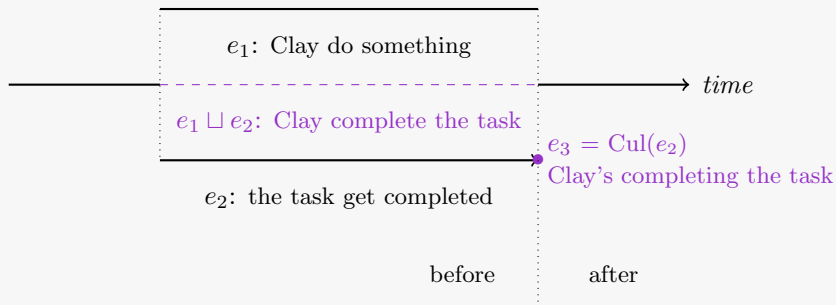 e₁: Clay do something
time
e₁ ⊔ e₂: Clay complete the task
e₃ = Cul(e₂)
Clay's completing the task
e₂: the task get completed
before
after